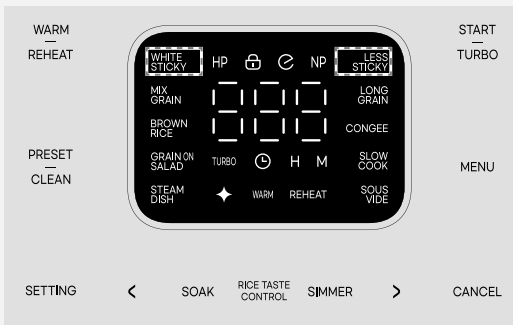 WARM
REHEAT
START
TURBO
WHITE
STICKY
HP
NP
LESS
STICKY
MIX
GRAIN
LONG
GRAIN
BROWN
RICE
CONGEE
PRESET
CLEAN
GRAIN ON
SALAD
TURBO
H
M
SLOW
COOK
MENU
STEAM
DISH
WARM
REHEAT
SOUS
VIDE
SETTING
<
SOAK
RICE TASTE
CONTROL
SIMMER
>
CANCEL